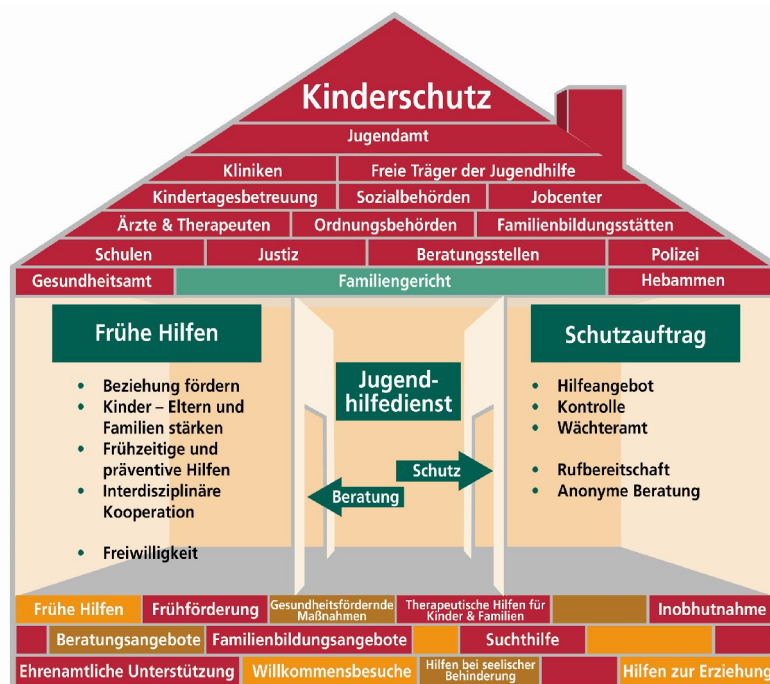 Kinderschutz
Jugendamt
Kliniken
Freie Träger der Jugendhilfe
Kindertagesbetreuung
Sozialbehörden
Jobcenter
Ärzte & Therapeuten
Ordnungsbehörden
Familienbildungsstätten
Schulen
Justiz
Beratungsstellen
Polizei
Gesundheitsamt
Familiengericht
Hebammen
Frühe Hilfen
• Beziehung fördern
• Kinder – Eltern und
Familien stärken
• Frühzeitige und
präventive Hilfen
• Interdisziplinäre
Kooperation
• Freiwilligkeit
Jugend-
hilfedienst
Schutz
Beratung
Schutzauftrag
• Hilfeangebot
• Kontrolle
• Wächteramt
• Rufbereitschaft
• Anonyme Beratung
Frühe Hilfen
Frühförderung
Gesundheitsfördernde
Maßnahmen
Therapeutische Hilfen für
Kinder & Familien
Inobhutnahme
Beratungsangebote
Familienbildungsangebote
Suchthilfe
Ehrenamtliche Unterstützung
Willkommensbesuche
Hilfen bei seelischer
Behinderung
Hilfen zur Erziehung